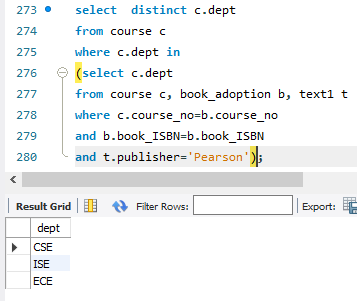 273 select distinct c.dept
274 from course c
275 where c.dept in
276 (select c.dept
277 from course c, book_adoption b, text1 t
278 where c.course_no=b.course_no
279 and b.book_ISBN=b.book_ISBN
280 and t.publisher='Pearson');
Result Grid Filter Rows: Export:
dept
CSE
ISE
ECE